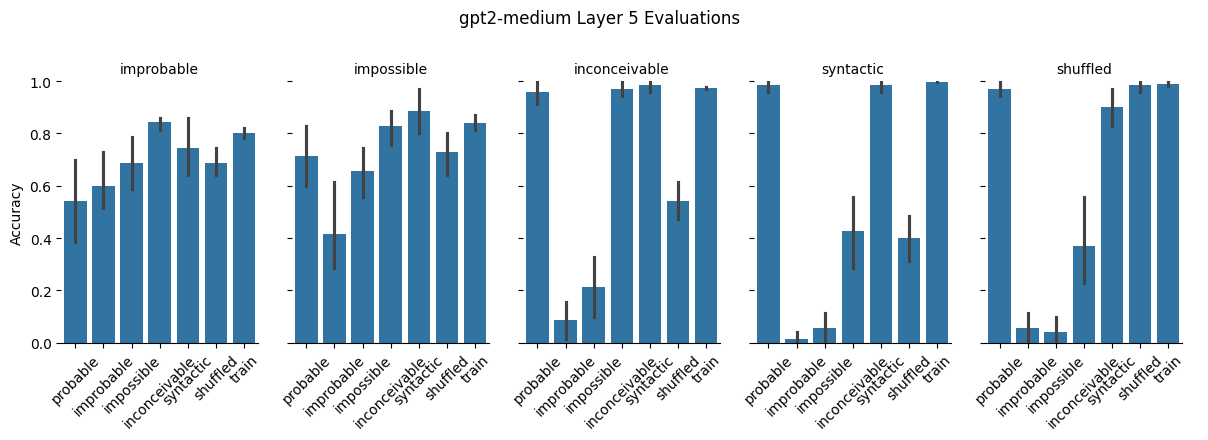 gpt2-medium Layer 5 Evaluations
improbable
impossible
inconceivable
syntactic
shuffled
Accuracy
1.0
0.8
0.6
0.4
0.2
0.0
probable
improbable
impossible
inconceivable
syntactic
shuffled
train
probable
improbable
impossible
inconceivable
syntactic
shuffled
train
probable
improbable
impossible
inconceivable
syntactic
shuffled
train
probable
improbable
impossible
inconceivable
syntactic
shuffled
train
probable
improbable
impossible
inconceivable
syntactic
shuffled
train